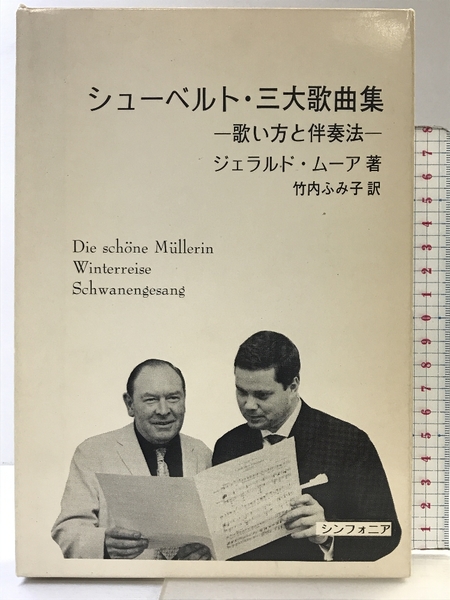 シューベルト・三大歌曲集
―歌い方と伴奏法―
ジェラルド・ムーア 著
竹内ふみ子 訳
Die schöne Müllerin
Winterreise
Schwanengesang
シンフォニア